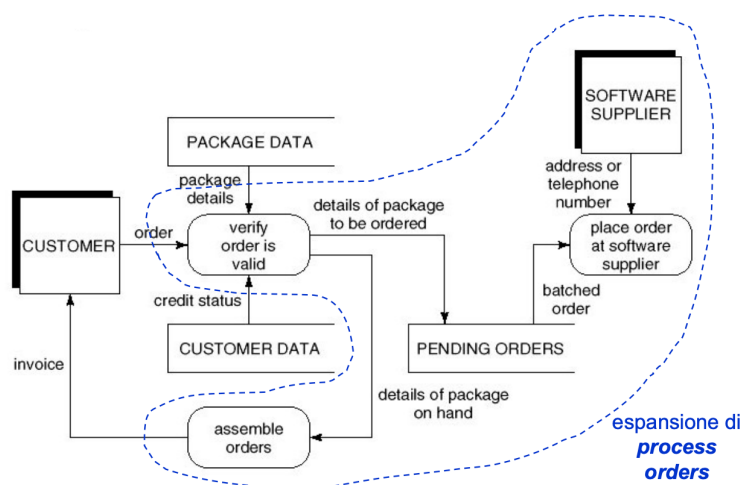 SOFTWARE
SUPPLIER
PACKAGE DATA
address or
telephone
number
package
details
details of package
to be ordered
CUSTOMER
order
verify
order is
valid
place order
at software
supplier
credit status
batched
order
CUSTOMER DATA
PENDING ORDERS
invoice
details of package
on hand
assemble
orders
espansione di
process
orders